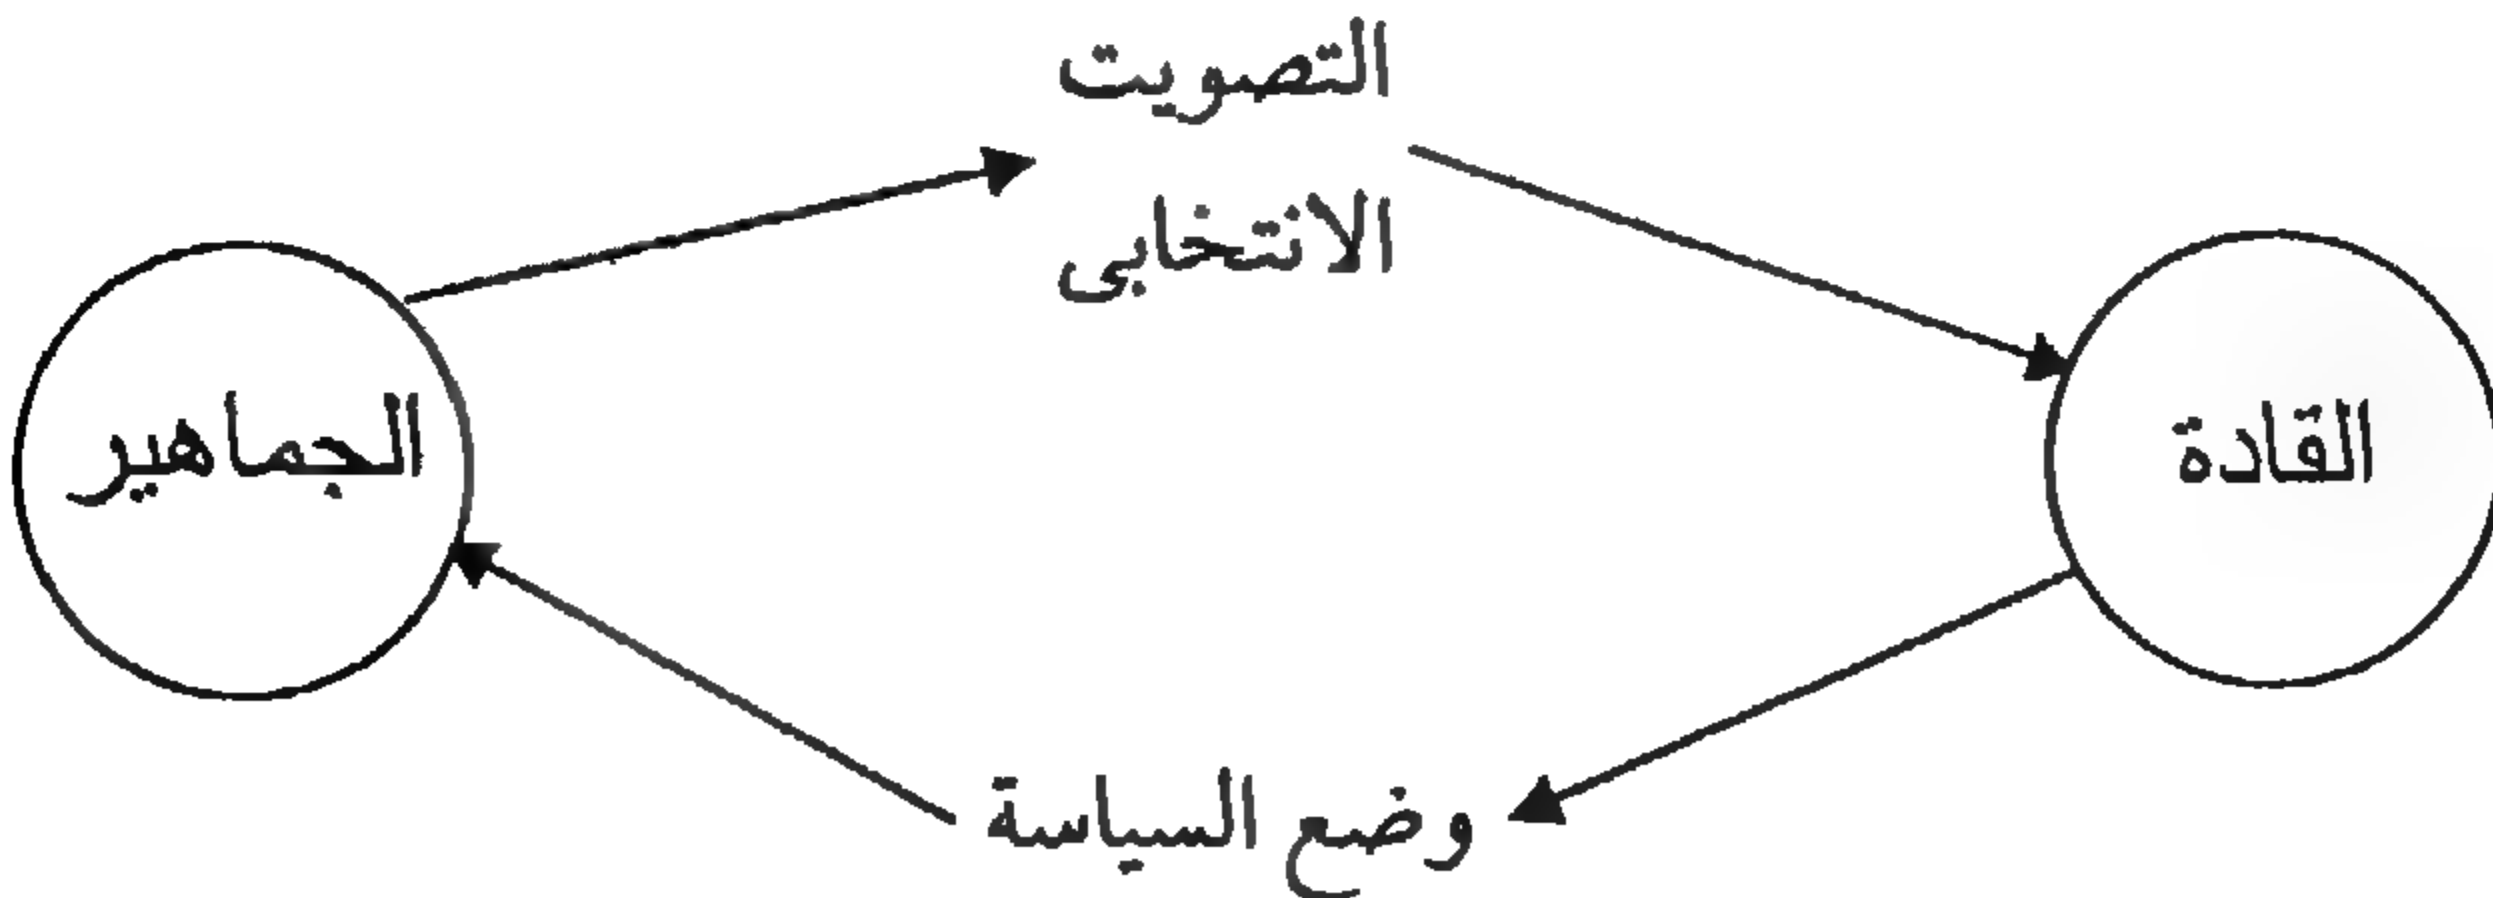 التصويت
الانتخابى
القادة
الجماهير
وضع السياسة